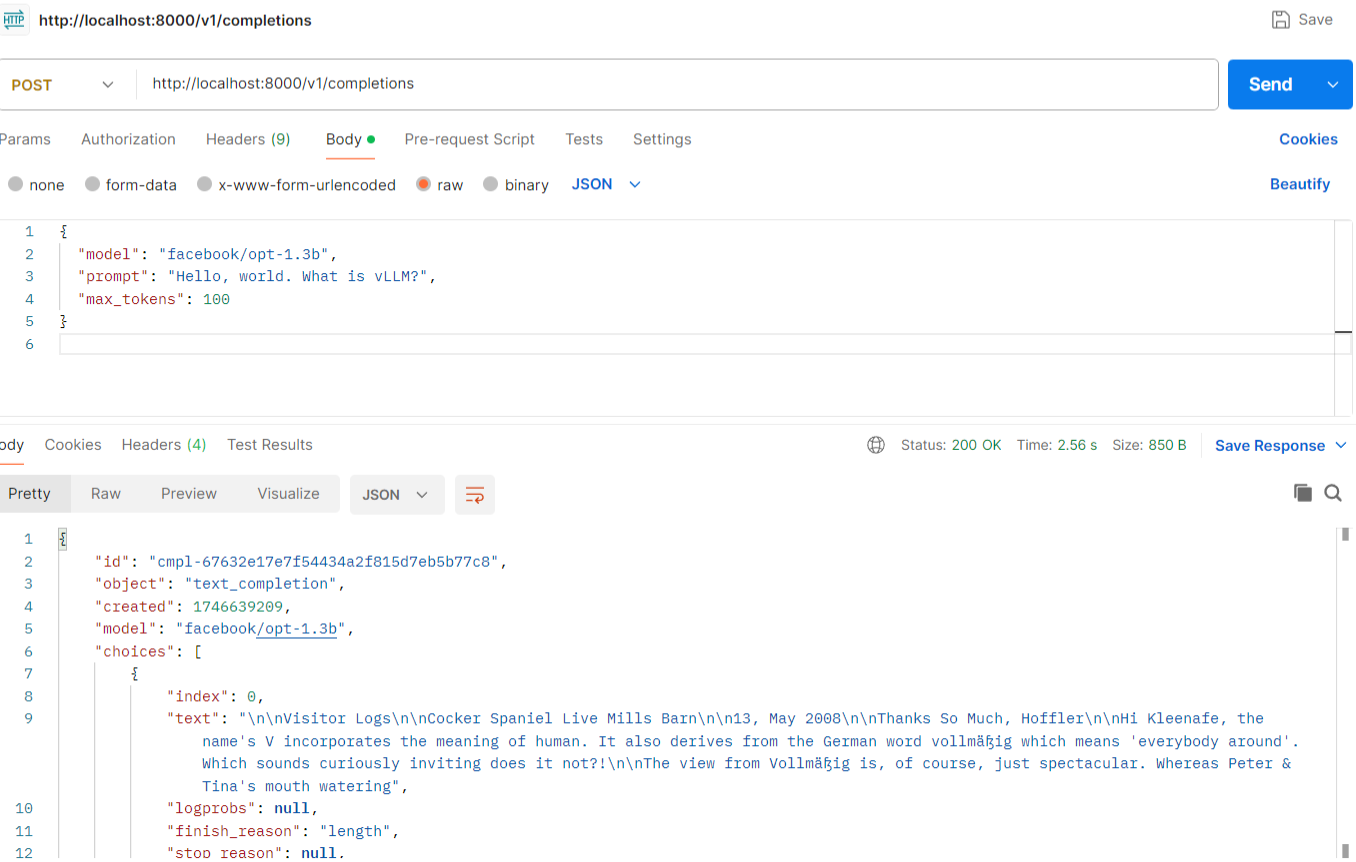 HTTP http://localhost:8000/v1/completions Save
POST http://localhost:8000/v1/completions Send
Params Authorization Headers (9) Body Pre-request Script Tests Settings Cookies
none form-data x-www-form-urlencoded raw binary JSON Beautify
1 {
2 "model": "facebook/opt-1.3b",
3 "prompt": "Hello, world. What is vLLM?",
4 "max_tokens": 100
5 }
6
ody Cookies Headers (4) Test Results Status: 200 OK Time: 2.56 s Size: 850 B Save Response
Pretty Raw Preview Visualize JSON
1 {
2 "id": "cmpl-67632e17e7f54434a2f815d7eb5b77c8",
3 "object": "text_completion",
4 "created": 1746639209,
5 "model": "facebook/opt-1.3b",
6 "choices": [
7 {
8 "index": 0,
9 "text": "\n\nVisitor Logs\n\nCocker Spaniel Live Mills Barn\n\n13, May 2008\n\nThanks So Much, Hoffler\n\nHi Kleenafe, the
name's V incorporates the meaning of human. It also derives from the German word vollmäßig which means 'everybody around'.
Which sounds curiously inviting does it not?!\n\nThe view from Vollmäßig is, of course, just spectacular. Whereas Peter &
Tina's mouth watering",
10 "logprobs": null,
11 "finish_reason": "length",
12 "stop_reason": null,